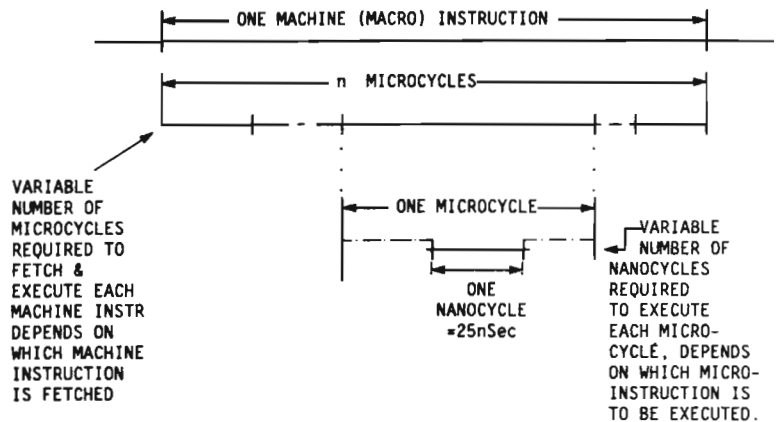 ONE MACHINE (MACRO) INSTRUCTION
n MICROCYCLES
VARIABLE
NUMBER OF
MICROCYCLES
REQUIRED TO
FETCH &
EXECUTE EACH
MACHINE INSTR
DEPENDS ON
WHICH MACHINE
INSTRUCTION
IS FETCHED
ONE MICROCYCLE
ONE
NANOCYCLE
=25nSec
VARIABLE
NUMBER OF
NANOCYCLES
REQUIRED
TO EXECUTE
EACH MICRO-
CYCLE, DEPENDS
ON WHICH MICRO-
INSTRUCTION IS
TO BE EXECUTED.